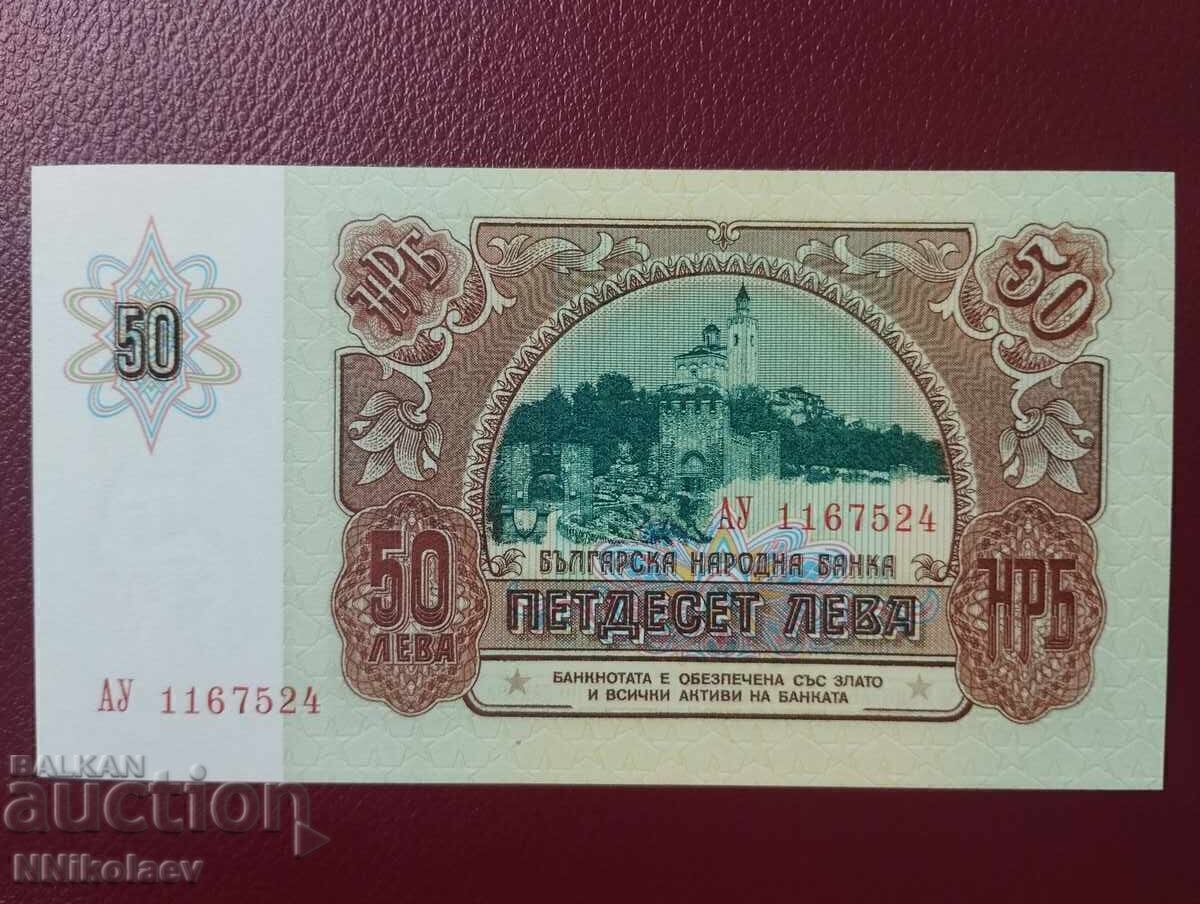 50
НРБ
50
АУ 1167524
БЪЛГАРСКА НАРОДНА БАНКА
ПЕТДЕСЕТ ЛЕВА
50
ЛЕВА
НРБ
БАНКНОТАТА Е ОБЕЗПЕЧЕНА СЪС ЗЛАТО
И ВСИЧКИ АКТИВИ НА БАНКАТА
АУ 1167524
BALKAN
auction
NNikolaev